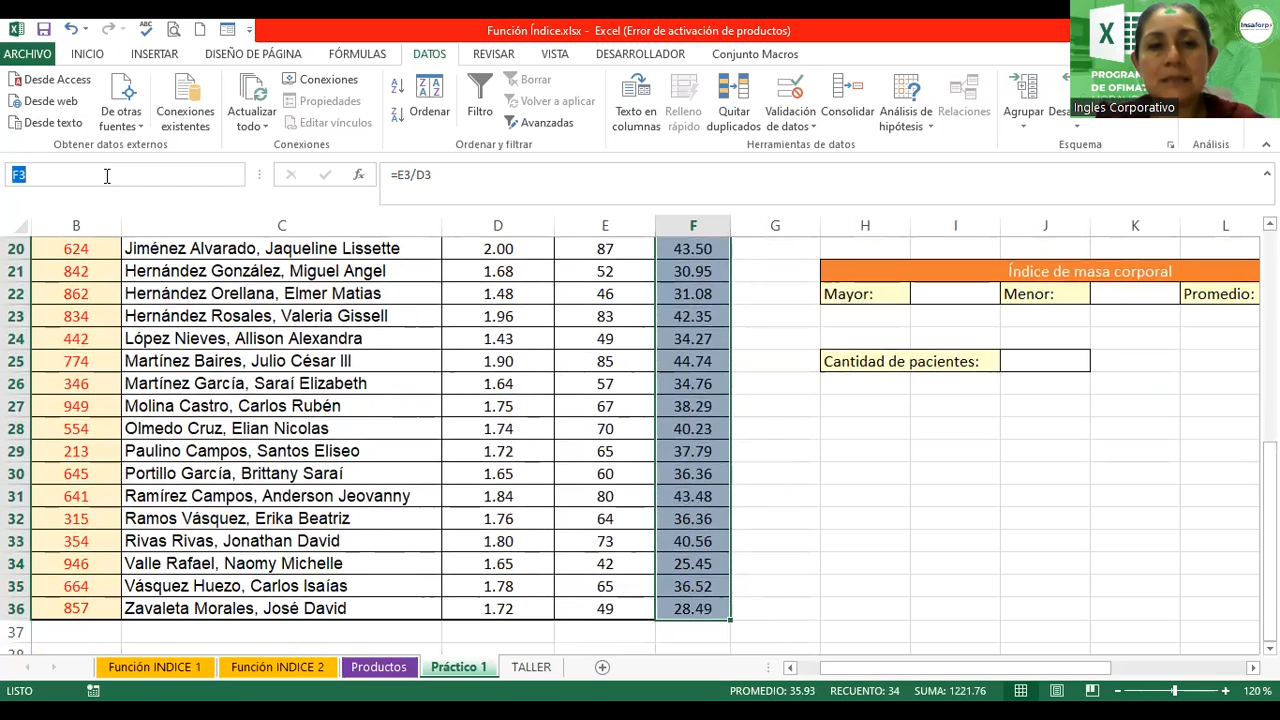 Función Índice.xlsx - Excel (Error de activación de productos)
ARCHIVO INICIO INSERTAR DISEÑO DE PÁGINA FÓRMULAS DATOS REVISAR VISTA DESARROLLADOR Conjunto Macros
Desde Access
Desde web
Desde texto
De otras fuentes
Conexiones existentes
Obtener datos externos
Actualizar todo
Conexiones
Propiedades
Editar vínculos
Conexiones
Ordenar
Filtro
Borrar
Volver a aplicar
Avanzadas
Ordenar y filtrar
Texto en columnas
Relleno rápido
Quitar duplicados
Validación de datos
Consolidar
Análisis de hipótesis
Relaciones
Herramientas de datos
Agrupar
Esquema
Análisis
PROGRAM
DE OFIMA
Insaforp
Ingles Corporativo
F3 =E3/D3
B C D E F G H I J K L
20 624 Jiménez Alvarado, Jaqueline Lissette 2.00 87 43.50
21 842 Hernández González, Miguel Angel 1.68 52 30.95 Índice de masa corporal
22 862 Hernández Orellana, Elmer Matias 1.48 46 31.08 Mayor: Menor: Promedio:
23 834 Hernández Rosales, Valeria Gissell 1.96 83 42.35
24 442 López Nieves, Allison Alexandra 1.43 49 34.27
25 774 Martínez Baires, Julio César lll 1.90 85 44.74 Cantidad de pacientes:
26 346 Martínez García, Saraí Elizabeth 1.64 57 34.76
27 949 Molina Castro, Carlos Rubén 1.75 67 38.29
28 554 Olmedo Cruz, Elian Nicolas 1.74 70 40.23
29 213 Paulino Campos, Santos Eliseo 1.72 65 37.79
30 645 Portillo García, Brittany Saraí 1.65 60 36.36
31 641 Ramírez Campos, Anderson Jeovanny 1.84 80 43.48
32 315 Ramos Vásquez, Erika Beatriz 1.76 64 36.36
33 354 Rivas Rivas, Jonathan David 1.80 73 40.56
34 946 Valle Rafael, Naomy Michelle 1.65 42 25.45
35 664 Vásquez Huezo, Carlos Isaías 1.78 65 36.52
36 857 Zavaleta Morales, José David 1.72 49 28.49
37
Función INDICE 1 Función INDICE 2 Productos Práctico 1 TALLER
LISTO PROMEDIO: 35.93 RECUENTO: 34 SUMA: 1221.76 120 %